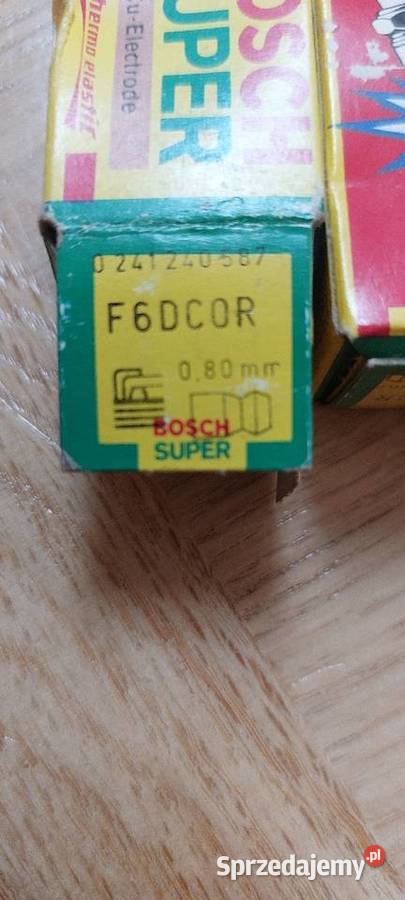 thermo elastic
Cu-Electrode
SUPER
BOSCH
0 241 240 587
F6DC0R
0,80 mm
BOSCH
SUPER
Sprzedajemy.pl